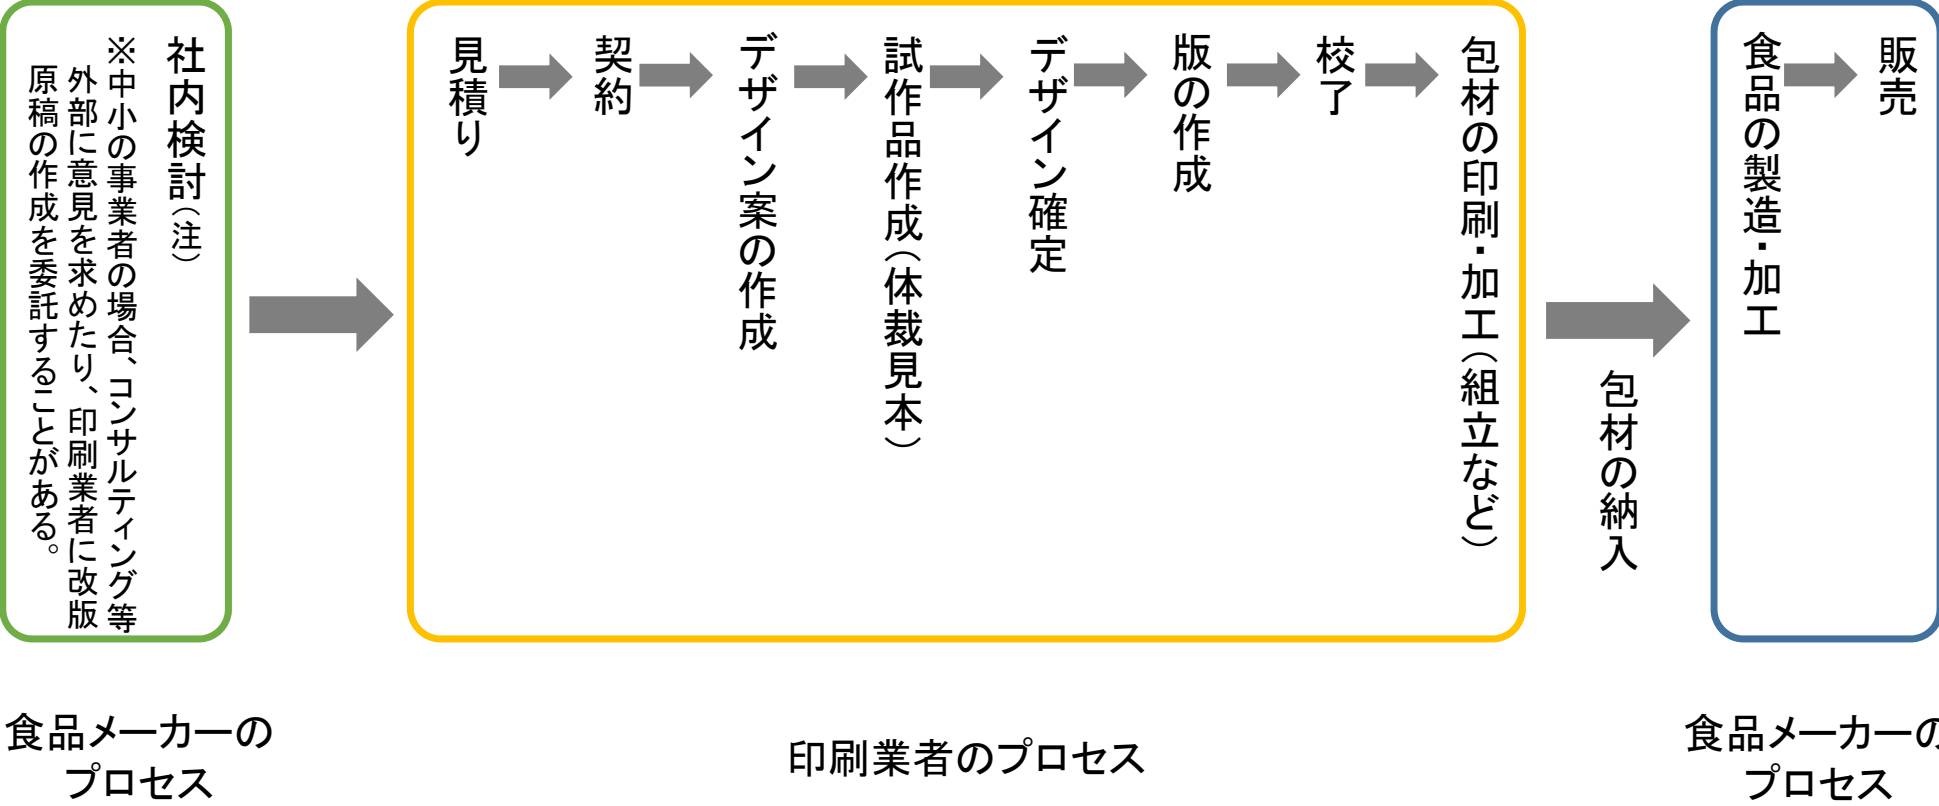 社内検討（注）
※中小の事業者の場合、コンサルティング等
外部に意見を求めたり、印刷業者に改版
原稿の作成を委託することがある。
見積り
契約
デザイン案の作成
試作品作成（体裁見本）
デザイン確定
版の作成
校了
包材の印刷・加工（組立など）
包材の納入
食品の製造・加工
販売
食品メーカーの
プロセス
印刷業者のプロセス
食品メーカーの
プロセス